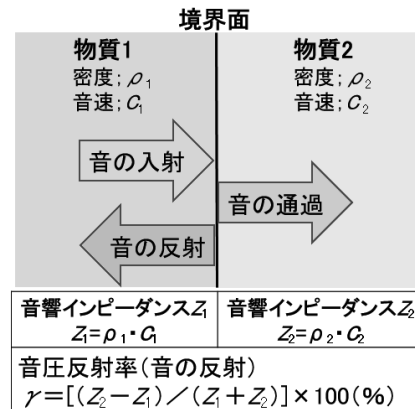 境界面
物質1
密度;ρ1
音速;C1
物質2
密度;ρ2
音速;C2
音の入射
音の通過
音の反射
音響インピーダンスZ1
Z1=ρ1・C1
音響インピーダンスZ2
Z2=ρ2・C2
音圧反射率(音の反射)
γ=[(Z2-Z1)/(Z1+Z2)]×100(%)